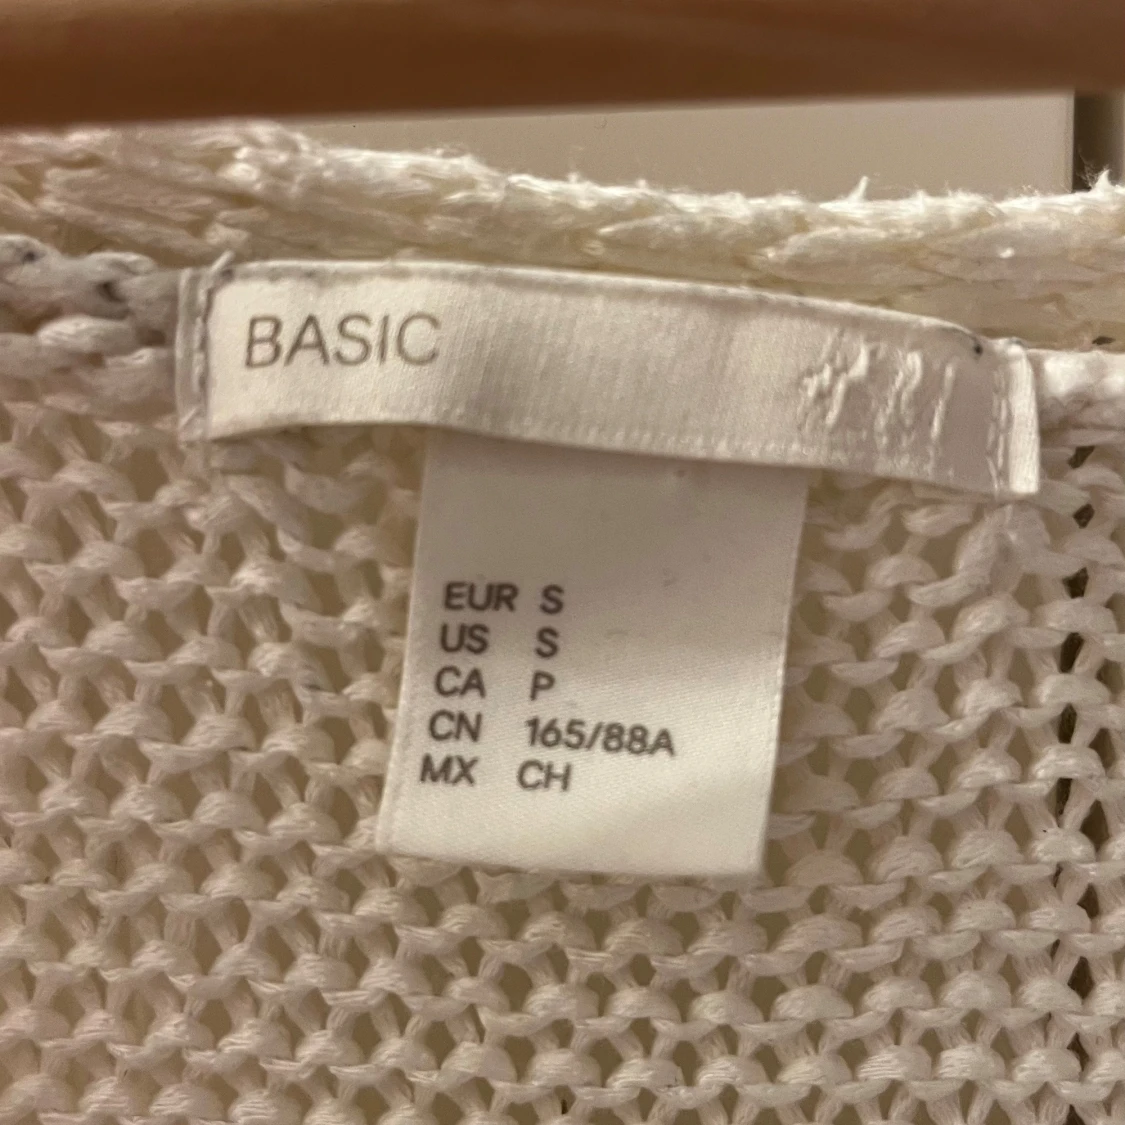 BASIC
EUR S
US S
CA P
CN 165/88A
MX CH